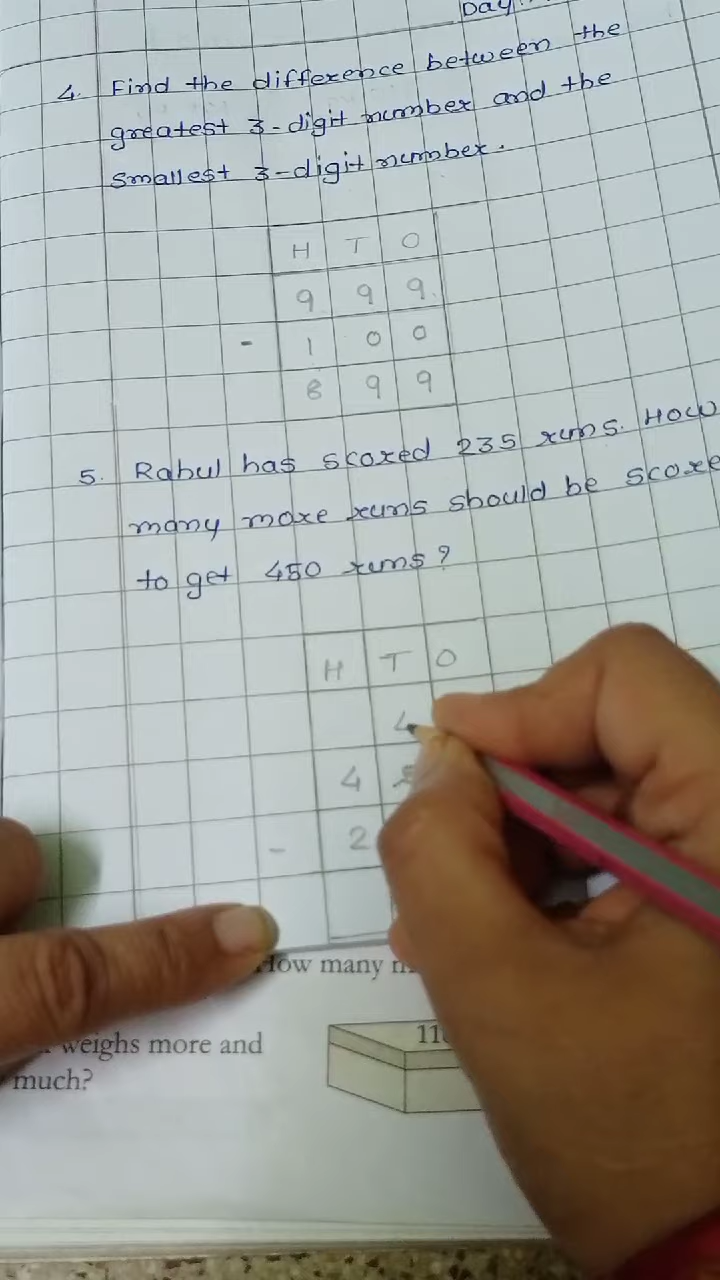 Day
4. Find the difference between the
greatest 3-digit number and the
smallest 3-digit number.
H T O
9 9 9
- 1 0 0
8 9 9
5. Rahul has scored 235 runs. How
many more runs should be score
to get 450 runs?
H T O
4
4 5
- 2
How many
weighs more and
much?
11